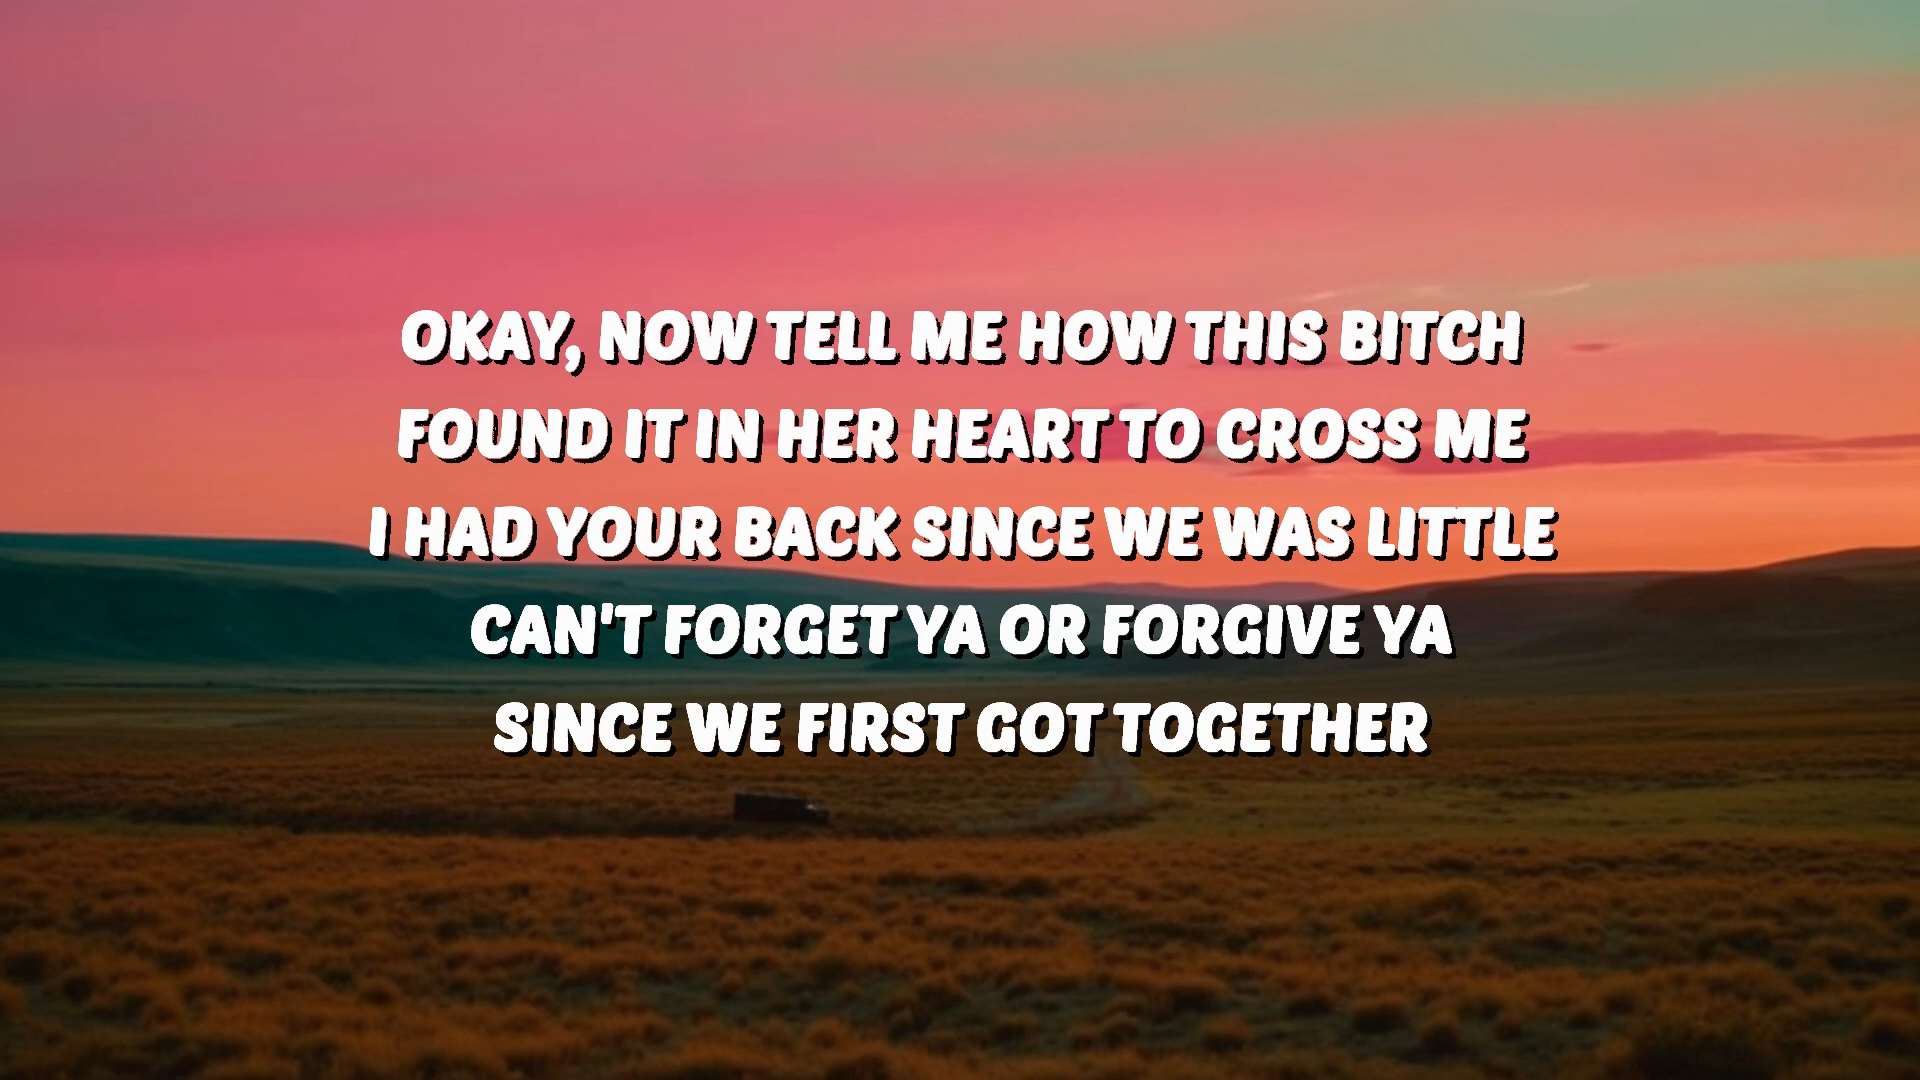 OKAY, NOW TELL ME HOW THIS BITCH
FOUND IT IN HER HEART TO CROSS ME
I HAD YOUR BACK SINCE WE WAS LITTLE
CAN'T FORGET YA OR FORGIVE YA
SINCE WE FIRST GOT TOGETHER